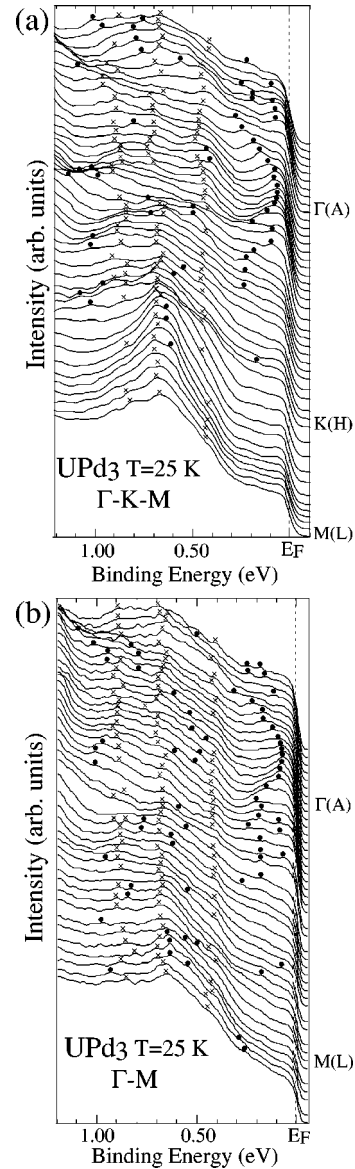 (a)
Intensity (arb. units)
Γ(A)
K(H)
M(L)
UPd3 T=25 K
Γ-K-M
1.00 0.50 EF
Binding Energy (eV)
(b)
Intensity (arb. units)
Γ(A)
M(L)
UPd3 T=25 K
Γ-M
1.00 0.50 EF
Binding Energy (eV)